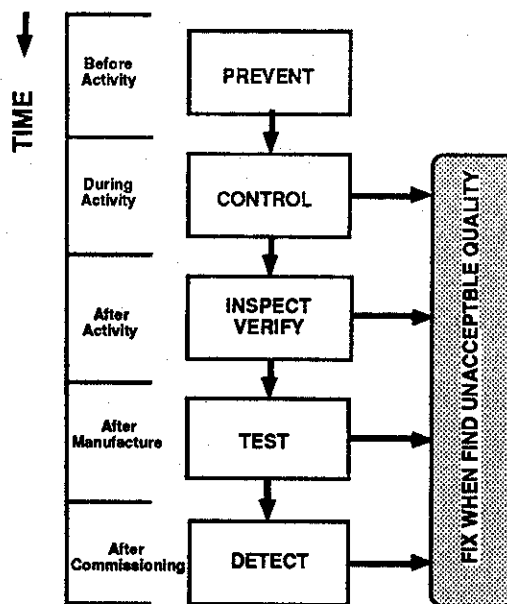 TIME
Before
Activity
PREVENT
During
Activity
CONTROL
After
Activity
INSPECT
VERIFY
After
Manufacture
TEST
After
Commissioning
DETECT
FIX WHEN FIND UNACCEPTBLE QUALITY